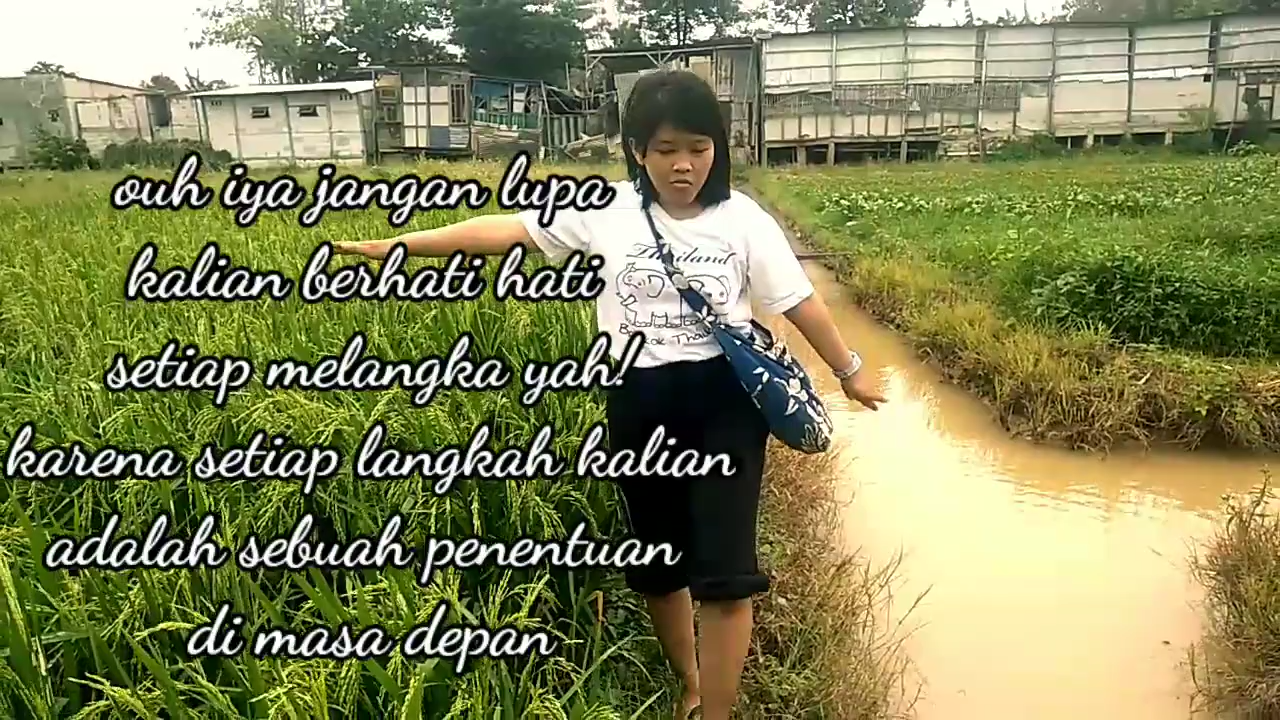 ouh iya jangan lupa
kalian berhati hati
setiap melangka yah!
karena setiap langkah kalian
adalah sebuah penentuan
di masa depan
Thailand